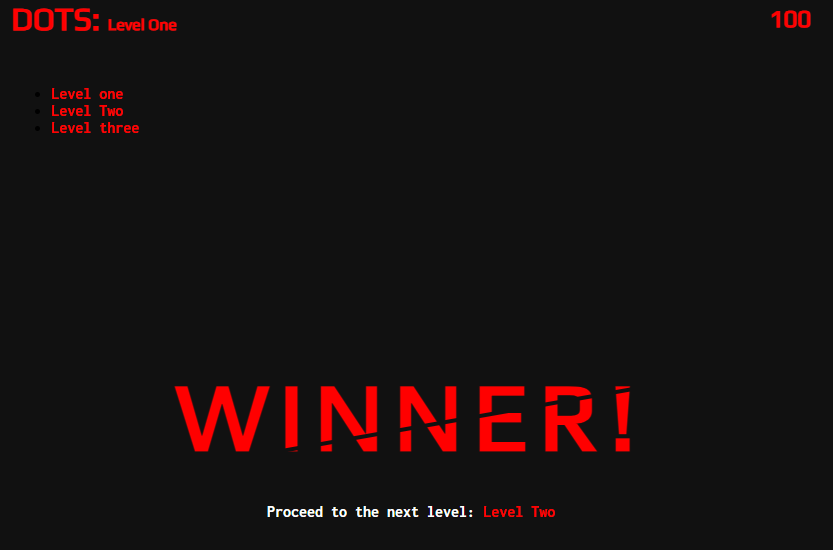 DOTS: Level One
100
Level one
Level Two
Level three
WINNER!
Proceed to the next level: Level Two